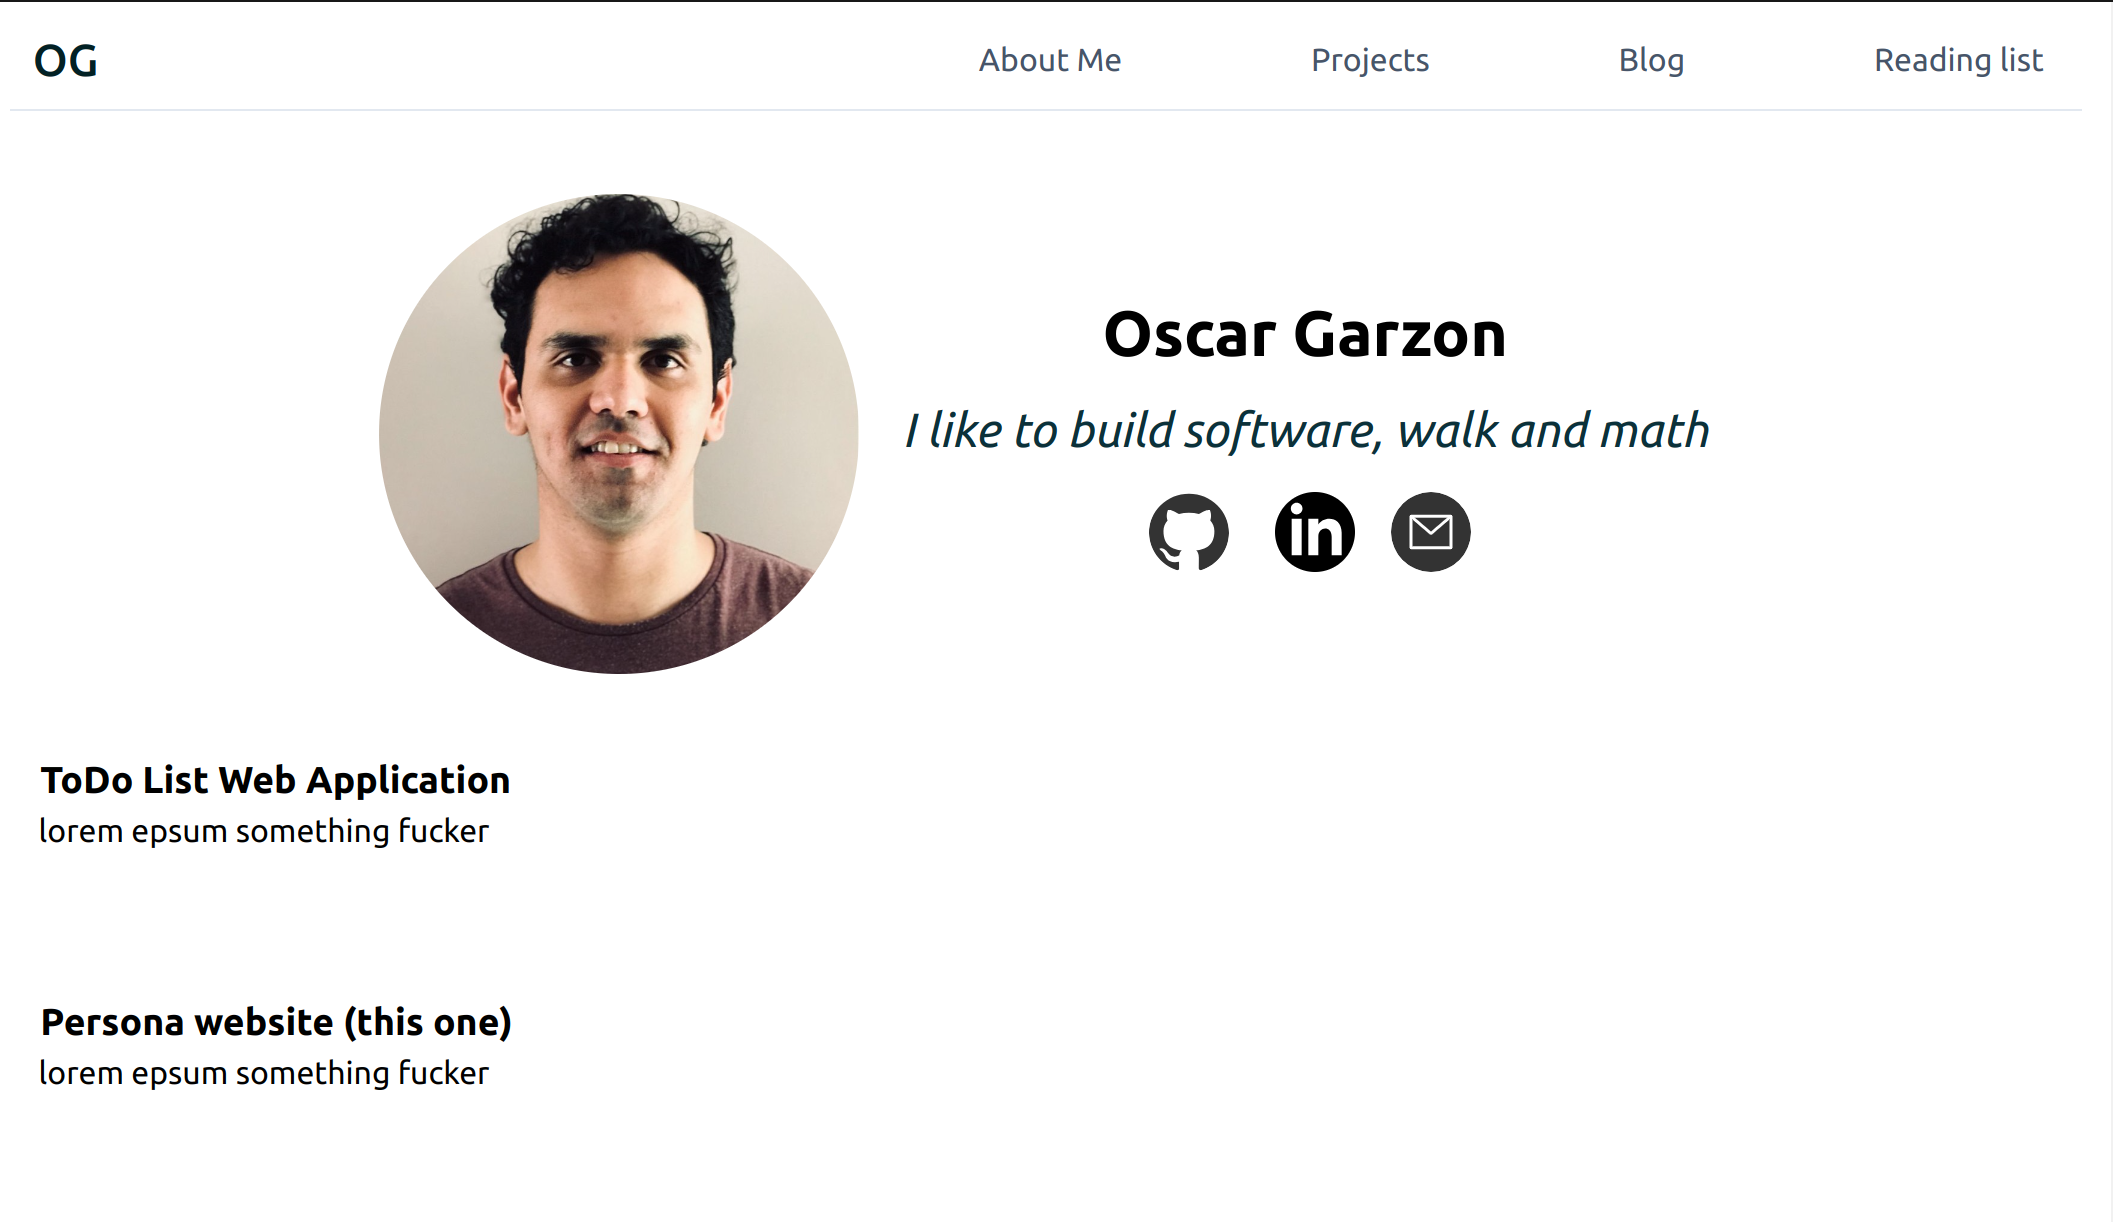 OG
About Me
Projects
Blog
Reading list
Oscar Garzon
I like to build software, walk and math
in
ToDo List Web Application
lorem epsum something fucker
Persona website (this one)
lorem epsum something fucker